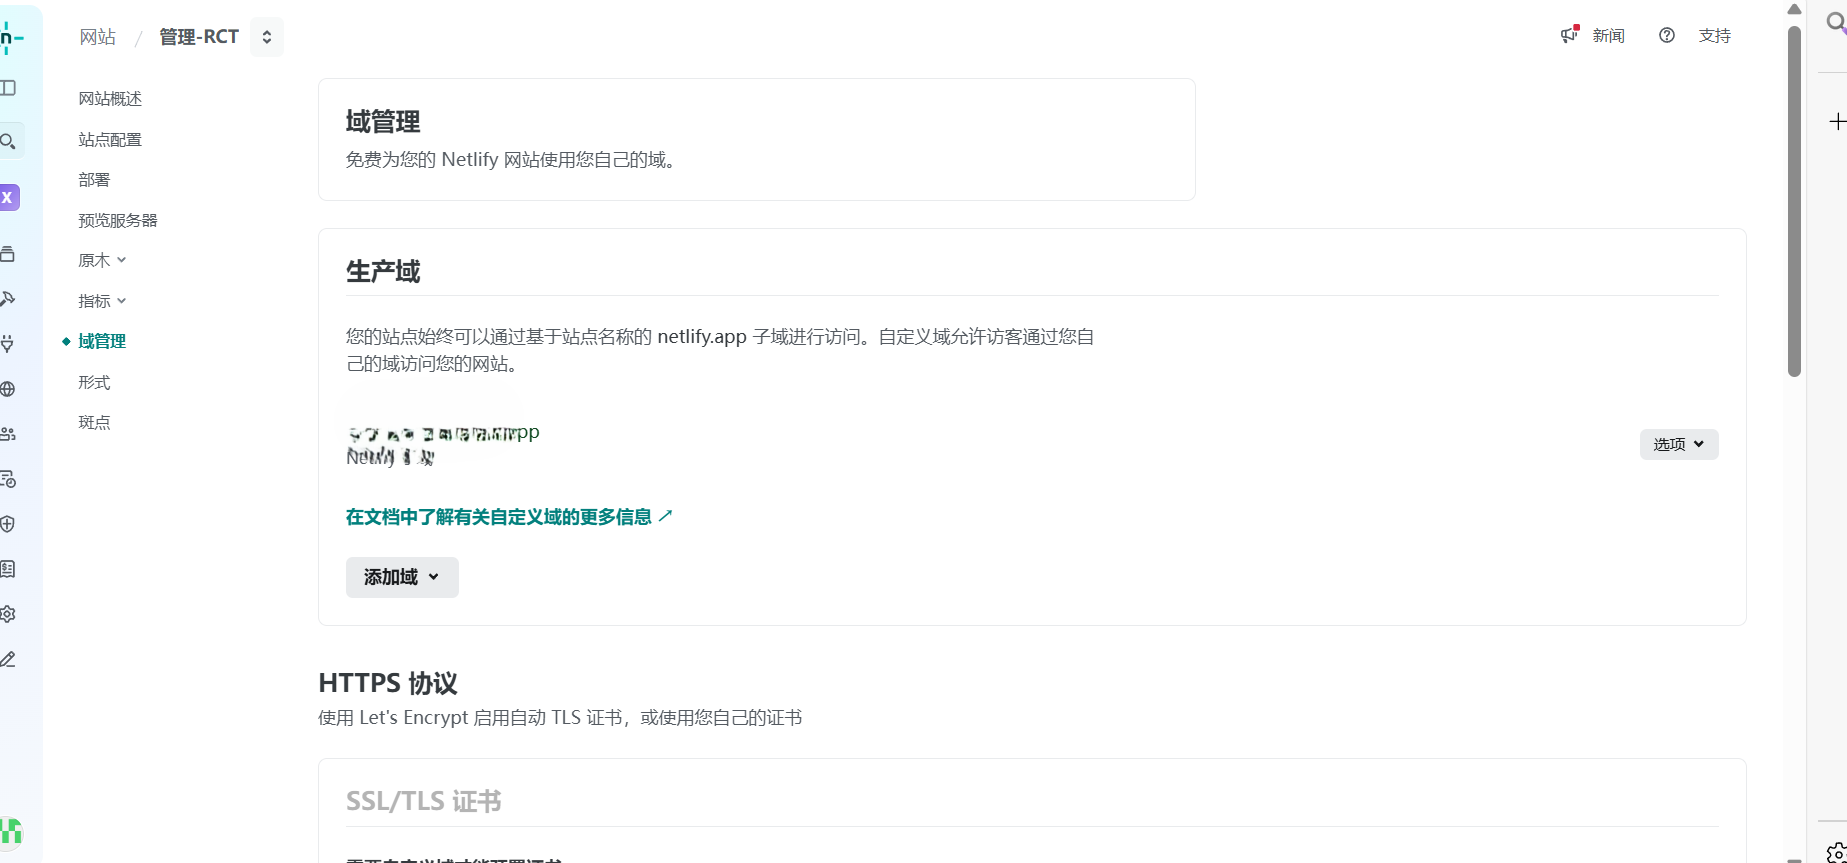 网站 / 管理-RCT
新闻
支持
网站概述
站点配置
部署
预览服务器
原木
指标
域管理
形式
斑点
域管理
免费为您的 Netlify 网站使用您自己的域。
生产域
您的站点始终可以通过基于站点名称的 netlify.app 子域进行访问。自定义域允许访客通过您自
己的域访问您的网站。
选项
在文档中了解有关自定义域的更多信息 ↗
添加域
HTTPS 协议
使用 Let's Encrypt 启用自动 TLS 证书，或使用您自己的证书
SSL/TLS 证书